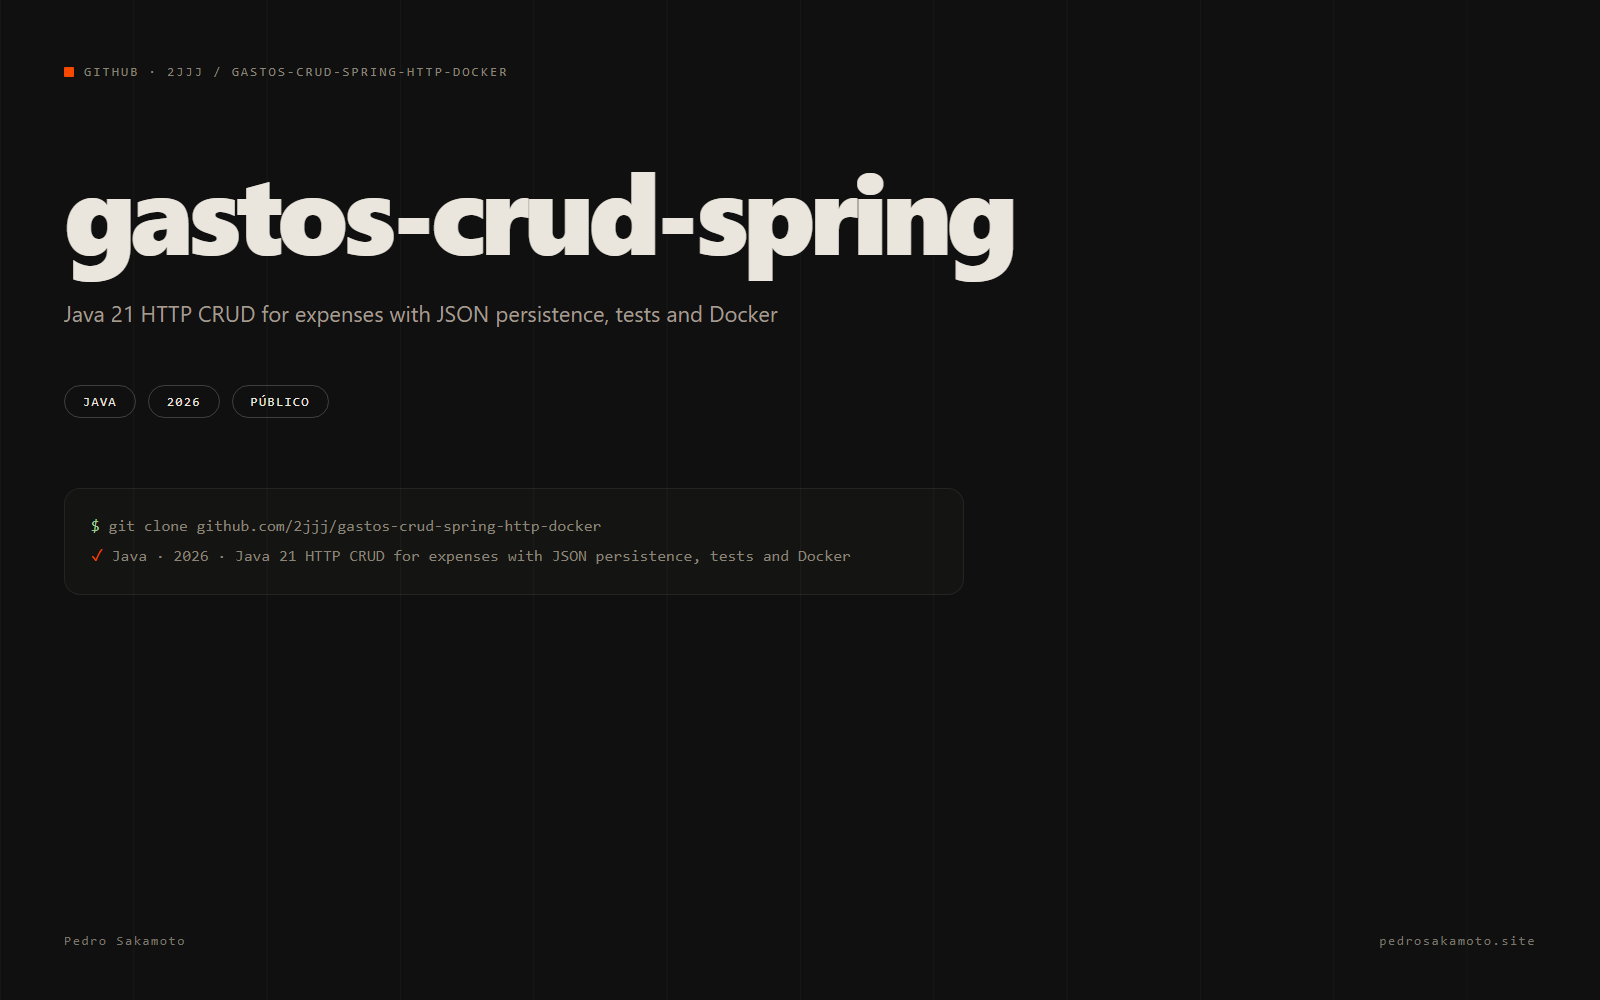 GITHUB · 2JJJ / GASTOS-CRUD-SPRING-HTTP-DOCKER
gastos-crud-spring
Java 21 HTTP CRUD for expenses with JSON persistence, tests and Docker
JAVA 2026 PÚBLICO
$ git clone github.com/2jjj/gastos-crud-spring-http-docker
✓ Java · 2026 · Java 21 HTTP CRUD for expenses with JSON persistence, tests and Docker
Pedro Sakamoto pedrosakamoto.site